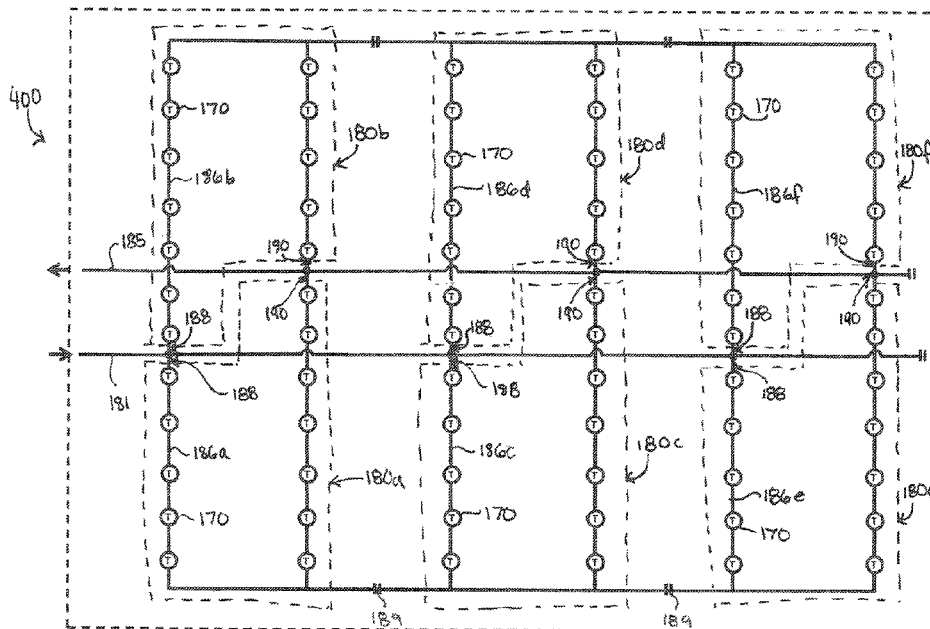 T T T T T T
400
T 170 T T T T 170 T
180b 180d 180f
T T T 170 T T T
186b 186d 186f
T T T T T T
185 190 190 190
T T T T T T
190 190 190
T T T T T T
188 188 188
T T T T T T
181 188 188 188
T T T T T T
T T T T T T
186a 186c 180c
T T T T T T
180a 186e 180e
T 170 T T 170 T T T
170
T T T T T T
189 189